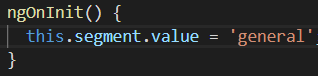 ngOnInit() {
this.segment.value = 'general'
}